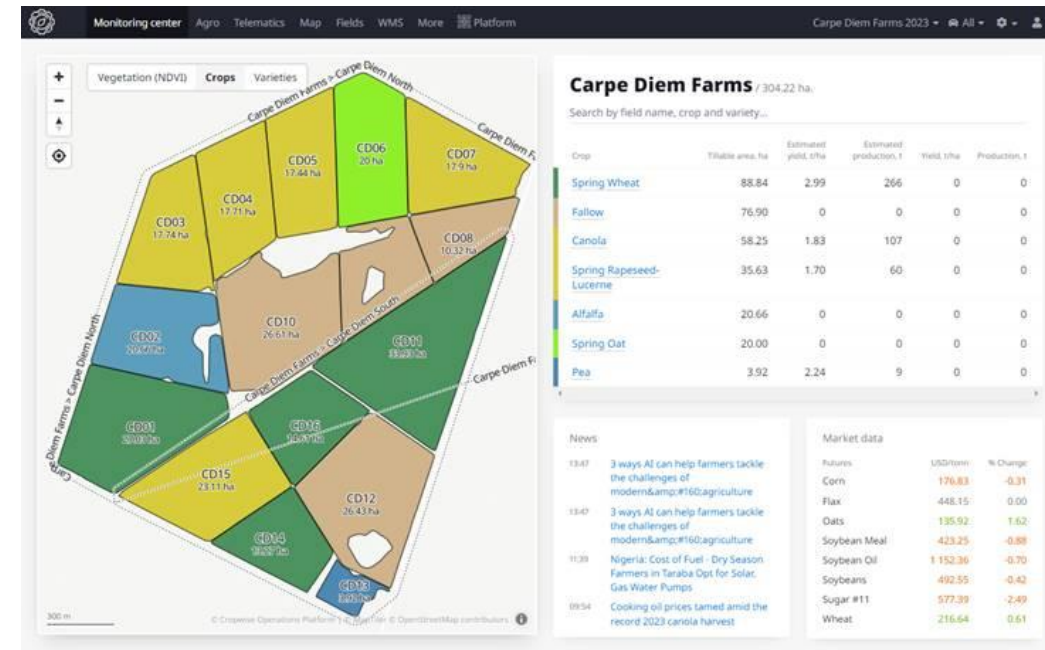 Monitoring center Agro Telematics Map Fields WMS More Platform Carpe Diem Farms 2023 All
Vegetation (NDVI) Crops Varieties
Carpe Diem Farms > Carpe Diem North
Carpe Diem F
CD06
20 ha
CD07
17.9 ha
CD05
17.44 ha
CD04
17.71 ha
CD03
17.74 ha
CD08
10.32 ha
CD10
26.61 ha
CD02
Carpe Diem Farms > Carpe Diem South
CD11
Diem Farms > Carpe Diem North
Carpe Diem F
CD01
CD16
Carpe
CD15
23.11 ha
CD12
26.43 ha
CD14
CD13
3.92 ha
300 m
© Cropwise Operations Platform | © MapTiler © OpenStreetMap contributors
Carpe Diem Farms / 304.22 ha.
Search by field name, crop and variety...
Crop Tillable area, ha Estimated yield, t/ha Estimated production, t Yield, t/ha Production, t
Spring Wheat 88.84 2.99 266 0 0
Fallow 76.90 0 0 0 0
Canola 58.25 1.83 107 0 0
Spring Rapeseed- 35.63 1.70 60 0 0
Lucerne
Alfalfa 20.66 0 0 0 0
Spring Oat 20.00 0 0 0 0
Pea 3.92 2.24 9 0 0
News
13:47 3 ways AI can help farmers tackle
the challenges of
modern&amp;#160;agriculture
13:47 3 ways AI can help farmers tackle
the challenges of
modern&amp;#160;agriculture
11:39 Nigeria: Cost of Fuel - Dry Season
Farmers in Taraba Opt for Solar,
Gas Water Pumps
09:54 Cooking oil prices tamed amid the
record 2023 canola harvest
Market data
Futures USD/tonn % Change
Corn 176.83 -0.31
Flax 448.15 0.00
Oats 135.92 1.62
Soybean Meal 423.25 -0.88
Soybean Oil 1 152.36 -0.70
Soybeans 492.55 -0.42
Sugar #11 577.39 -2.49
Wheat 216.64 0.61